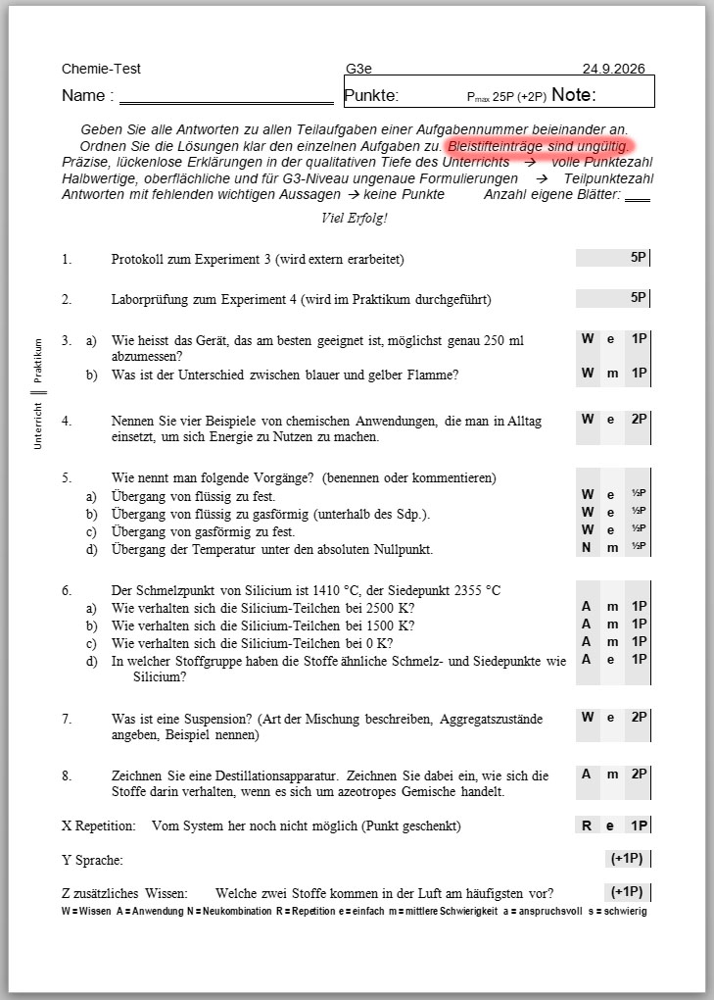 Chemie-Test G3e 24.9.2026
Name : Punkte: Pmax 25P (+2P) Note:
Geben Sie alle Antworten zu allen Teilaufgaben einer Aufgabennummer beieinander an.
Ordnen Sie die Lösungen klar den einzelnen Aufgaben zu. Bleistifteinträge sind ungültig.
Präzise, lückenlose Erklärungen in der qualitativen Tiefe des Unterrichts → volle Punktezahl
Halbwertige, oberflächliche und für G3-Niveau ungenaue Formulierungen → Teilpunktezahl
Antworten mit fehlenden wichtigen Aussagen → keine Punkte Anzahl eigene Blätter: ___
Viel Erfolg!
1. Protokoll zum Experiment 3 (wird extern erarbeitet) 5P
2. Laborprüfung zum Experiment 4 (wird im Praktikum durchgeführt) 5P
Unterricht || Praktikum
3. a) Wie heisst das Gerät, das am besten geeignet ist, möglichst genau 250 ml W e 1P
abzumessen?
b) Was ist der Unterschied zwischen blauer und gelber Flamme? W m 1P
4. Nennen Sie vier Beispiele von chemischen Anwendungen, die man in Alltag W e 2P
einsetzt, um sich Energie zu Nutzen zu machen.
5. Wie nennt man folgende Vorgänge? (benennen oder kommentieren)
a) Übergang von flüssig zu fest. W e ½P
b) Übergang von flüssig zu gasförmig (unterhalb des Sdp.). W e ½P
c) Übergang von gasförmig zu fest. W e ½P
d) Übergang der Temperatur unter den absoluten Nullpunkt. N m ½P
6. Der Schmelzpunkt von Silicium ist 1410 °C, der Siedepunkt 2355 °C
a) Wie verhalten sich die Silicium-Teilchen bei 2500 K? A m 1P
b) Wie verhalten sich die Silicium-Teilchen bei 1500 K? A m 1P
c) Wie verhalten sich die Silicium-Teilchen bei 0 K? A m 1P
d) In welcher Stoffgruppe haben die Stoffe ähnliche Schmelz- und Siedepunkte wie A e 1P
Silicium?
7. Was ist eine Suspension? (Art der Mischung beschreiben, Aggregatszustände W e 2P
angeben, Beispiel nennen)
8. Zeichnen Sie eine Destillationsapparatur. Zeichnen Sie dabei ein, wie sich die A m 2P
Stoffe darin verhalten, wenn es sich um azeotropes Gemische handelt.
X Repetition: Vom System her noch nicht möglich (Punkt geschenkt) R e 1P
Y Sprache: (+1P)
Z zusätzliches Wissen: Welche zwei Stoffe kommen in der Luft am häufigsten vor? (+1P)
W = Wissen A = Anwendung N = Neukombination R = Repetition e = einfach m = mittlere Schwierigkeit a = anspruchsvoll s = schwierig